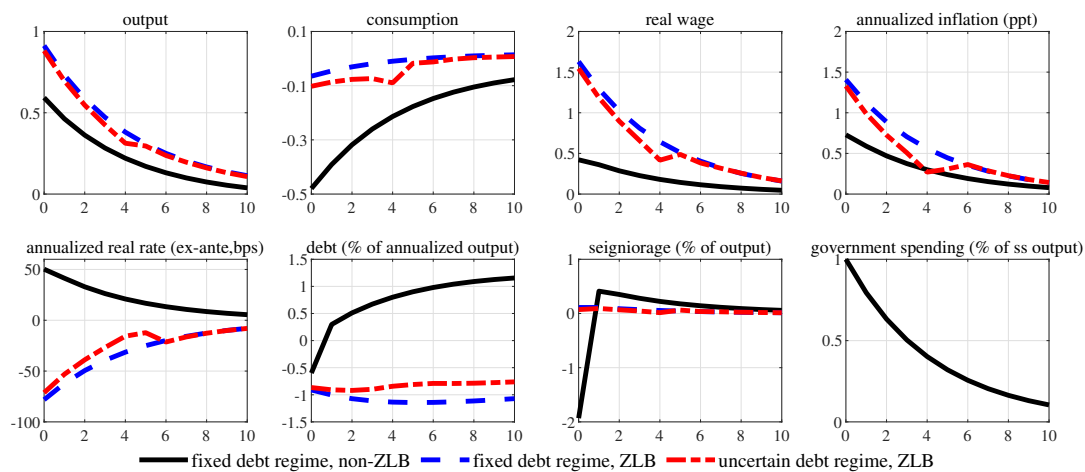 output
consumption
real wage
annualized inflation (ppt)
1
0.5
0
0 2 4 6 8 10
0.1
-0.1
-0.3
-0.5
0 2 4 6 8 10
2
1.5
1
0.5
0
0 2 4 6 8 10
2
1.5
1
0.5
0
0 2 4 6 8 10
annualized real rate (ex-ante,bps)
debt (% of annualized output)
seigniorage (% of output)
government spending (% of ss output)
50
0
-50
-100
0 2 4 6 8 10
1.5
1
0.5
0
-0.5
-1
-1.5
0 2 4 6 8 10
1
0
-1
-2
0 2 4 6 8 10
1
0.5
0
0 2 4 6 8 10
fixed debt regime, non-ZLB
fixed debt regime, ZLB
uncertain debt regime, ZLB